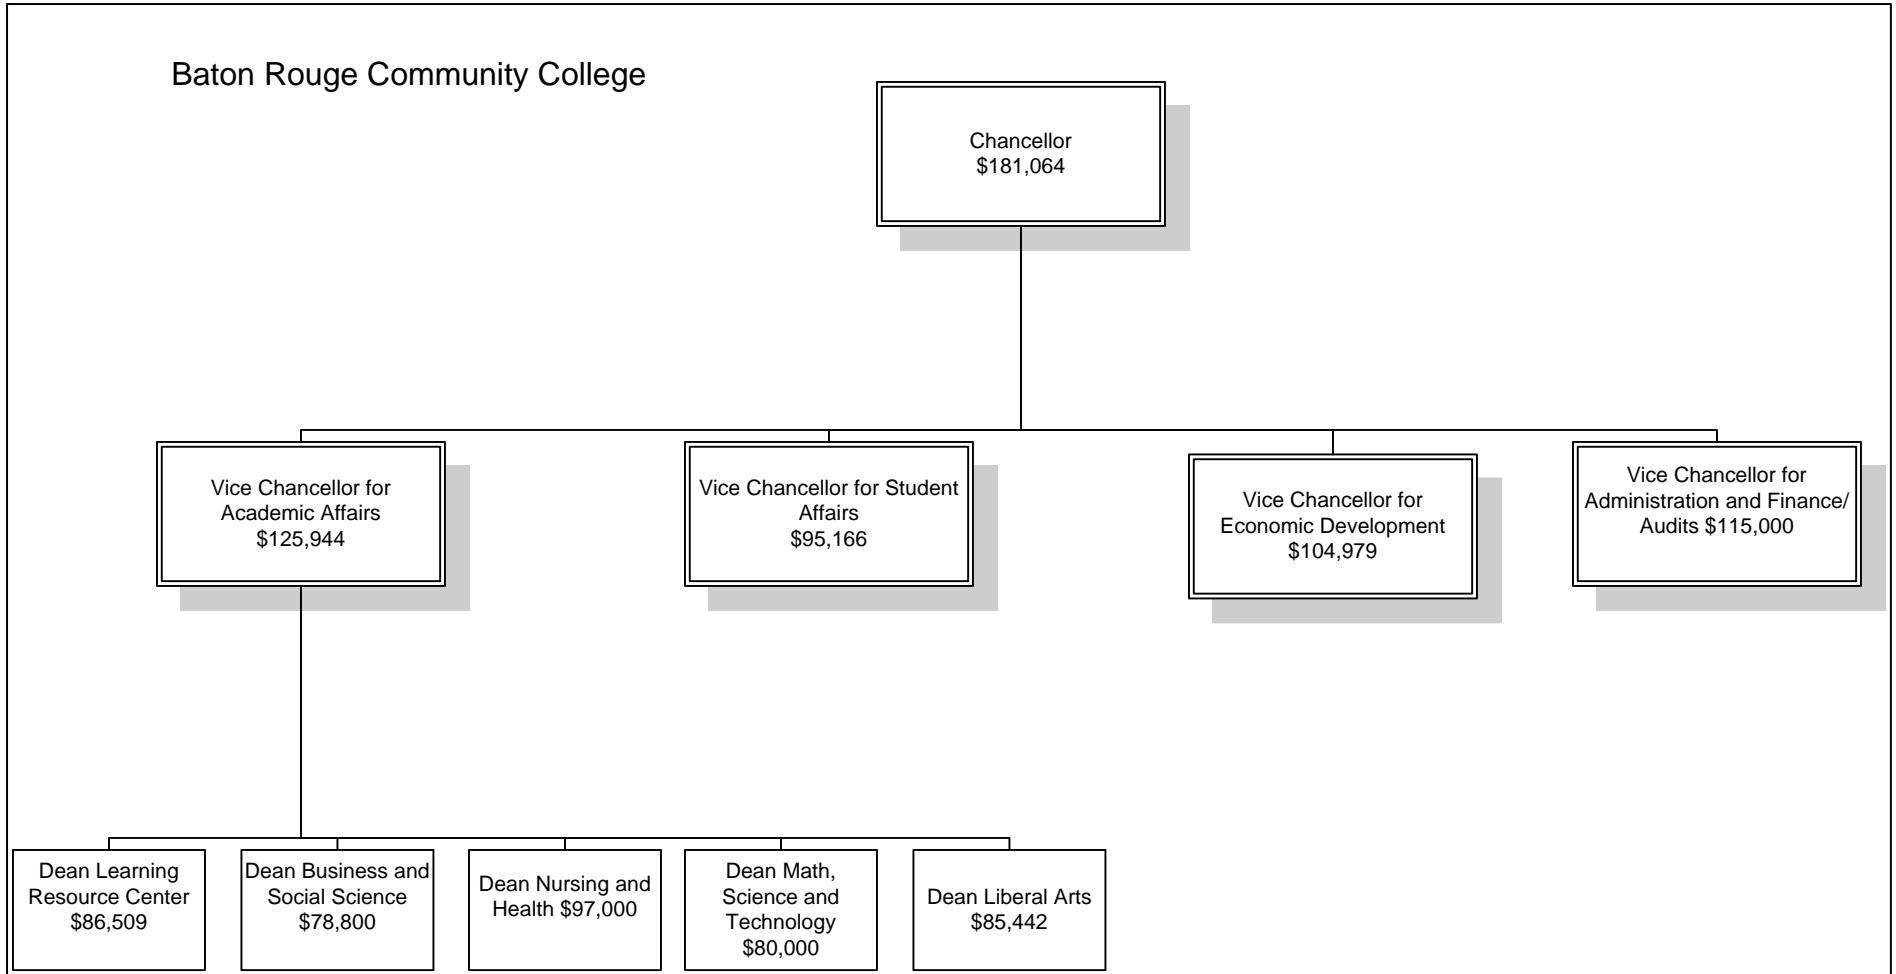 Baton Rouge Community College
Chancellor
$181,064
Vice Chancellor for
Academic Affairs
$125,944
Vice Chancellor for Student
Affairs
$95,166
Vice Chancellor for
Economic Development
$104,979
Vice Chancellor for
Administration and Finance/
Audits $115,000
Dean Learning
Resource Center
$86,509
Dean Business and
Social Science
$78,800
Dean Nursing and
Health $97,000
Dean Math,
Science and
Technology
$80,000
Dean Liberal Arts
$85,442